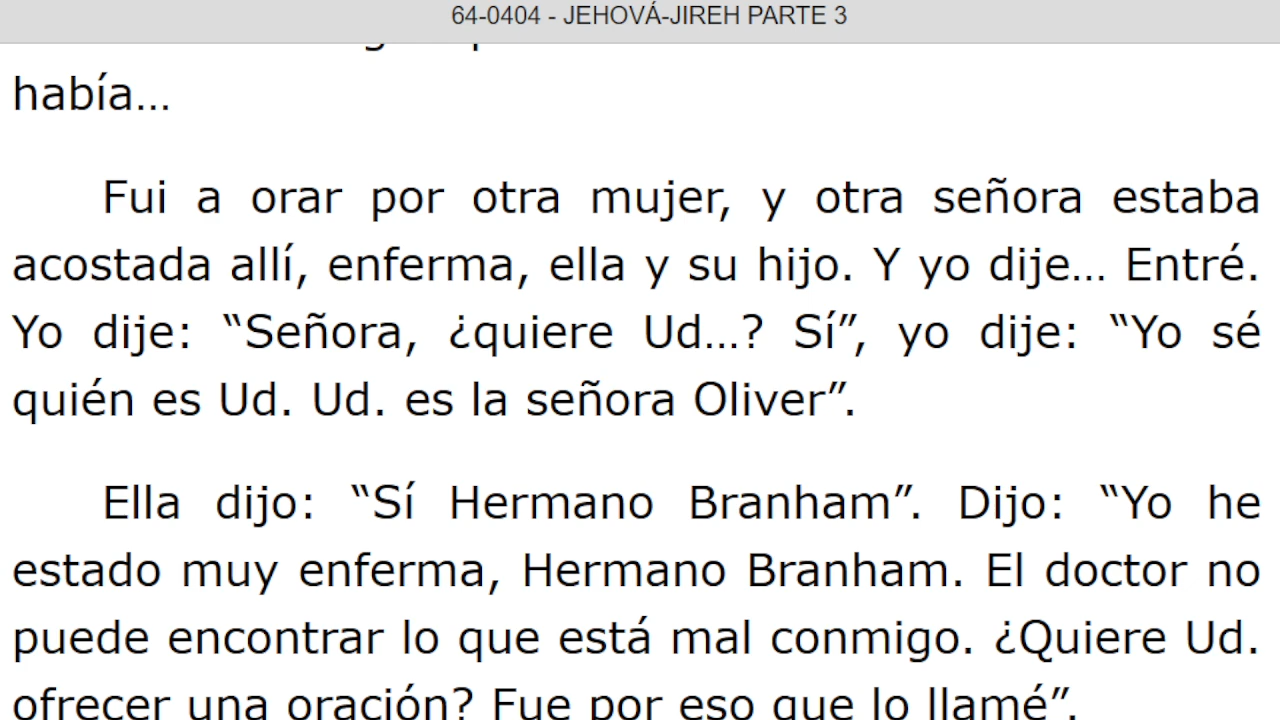 64-0404 - JEHOVÁ-JIREH PARTE 3
había…
Fui a orar por otra mujer, y otra señora estaba
acostada allí, enferma, ella y su hijo. Y yo dije… Entré.
Yo dije: “Señora, ¿quiere Ud…? Sí”, yo dije: “Yo sé
quién es Ud. Ud. es la señora Oliver”.
Ella dijo: “Sí Hermano Branham”. Dijo: “Yo he
estado muy enferma, Hermano Branham. El doctor no
puede encontrar lo que está mal conmigo. ¿Quiere Ud.
ofrecer una oración? Fue por eso que lo llamé”.